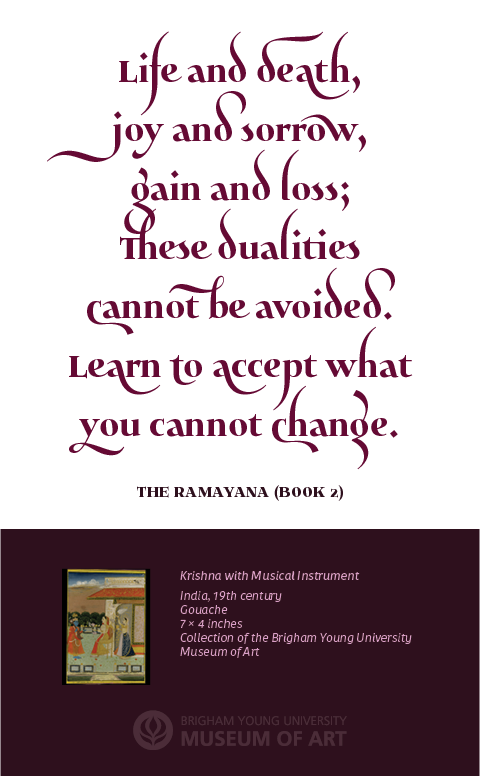 Life and death,
joy and sorrow,
gain and loss;
These dualities
cannot be avoided.
Learn to accept what
you cannot change.
THE RAMAYANA (BOOK 2)
Krishna with Musical Instrument
India, 19th century
Gouache
7 × 4 inches
Collection of the Brigham Young University
Museum of Art
BRIGHAM YOUNG UNIVERSITY
MUSEUM OF ART